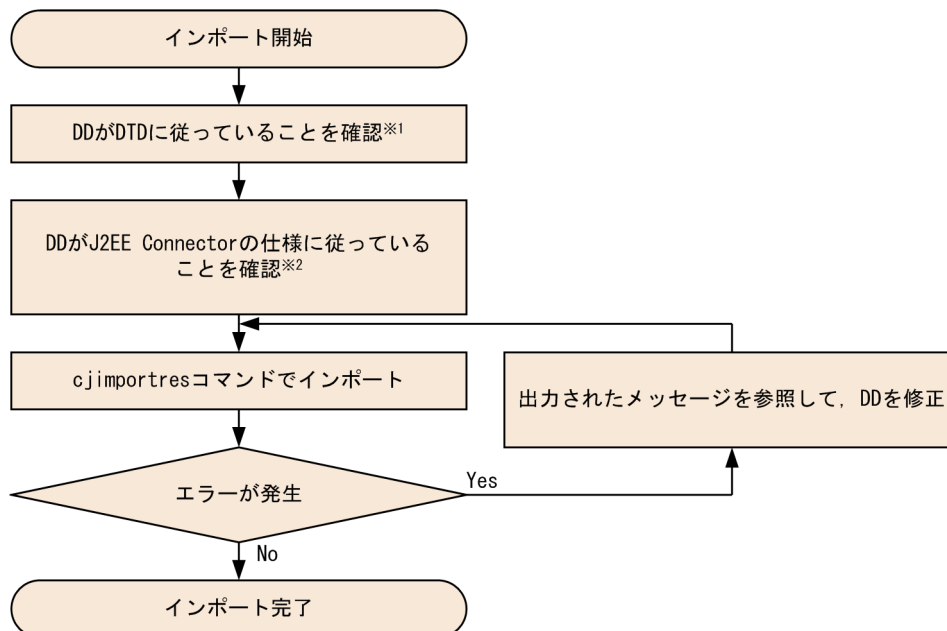 インポート開始
DDがDTDに従っていることを確認※1
DDがJ2EE Connectorの仕様に従っている
ことを確認※2
cjimportresコマンドでインポート
出力されたメッセージを参照して，DDを修正
エラーが発生
Yes
No
インポート完了